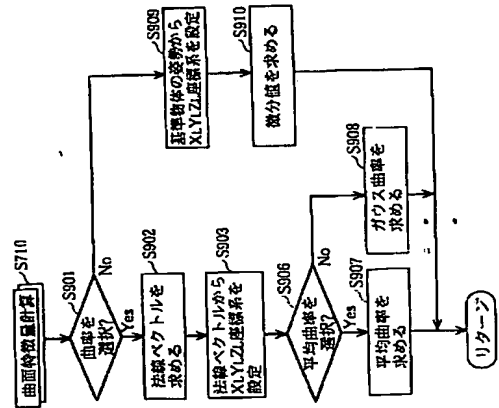 曲面特徴量計算
S710
曲率を
選択?
S901
No
Yes
法線ベクトルを
求める
S902
法線ベクトルから
XLYLZL座標系を
設定
S903
平均曲率を
選択?
S906
No
Yes
平均曲率を
求める
S907
ガウス曲率を
求める
S908
基準物体の姿勢から
XLYLZL座標系を設定
S909
微分値を求める
S910
リターン